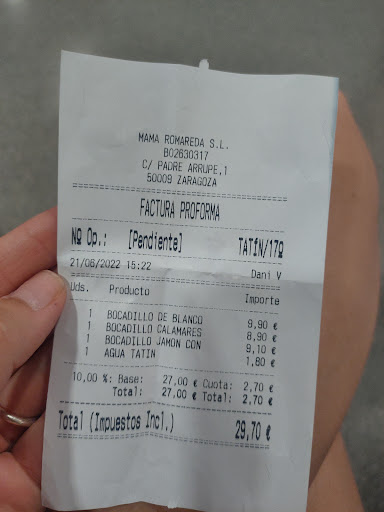 MAMA ROMAREDA S.L.
B02630317
C/ PADRE ARRUPE,1
50009 ZARAGOZA
FACTURA PROFORMA
Nº Op.: [Pendiente] TATÍN/17º
21/06/2022 15:22 Dani V
Uds. Producto Importe
1 BOCADILLO DE BLANCO 9,90 €
1 BOCADILLO CALAMARES 8,90 €
1 BOCADILLO JAMON CON 9,10 €
1 AGUA TATIN 1,80 €
10,00 %: Base: 27,00 € Cuota: 2,70 €
Total: 27,00 € Total: 2,70 €
Total (Impuestos Incl.) 29,70 €